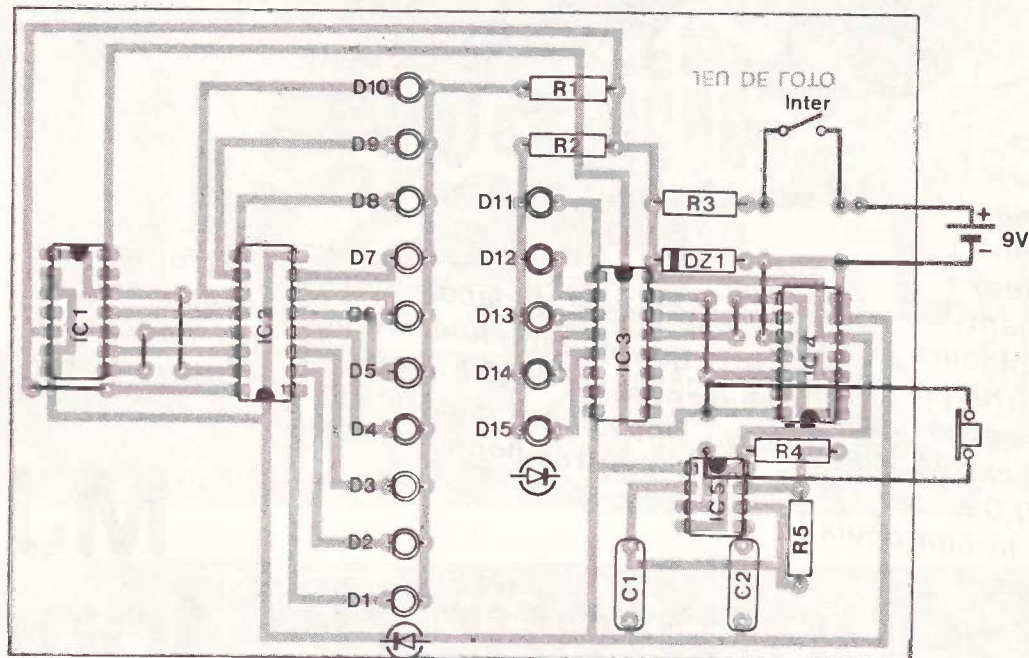 JEU DE LOTO
Inter
D10
R1
D9
R2
D8
D11
R3
+
9V
−
D7
D12
DZ1
IC1
IC2
D13
IC3
IC4
D5
D14
D4
D15
R4
D3
IC5
D2
R5
D1
C1
C2